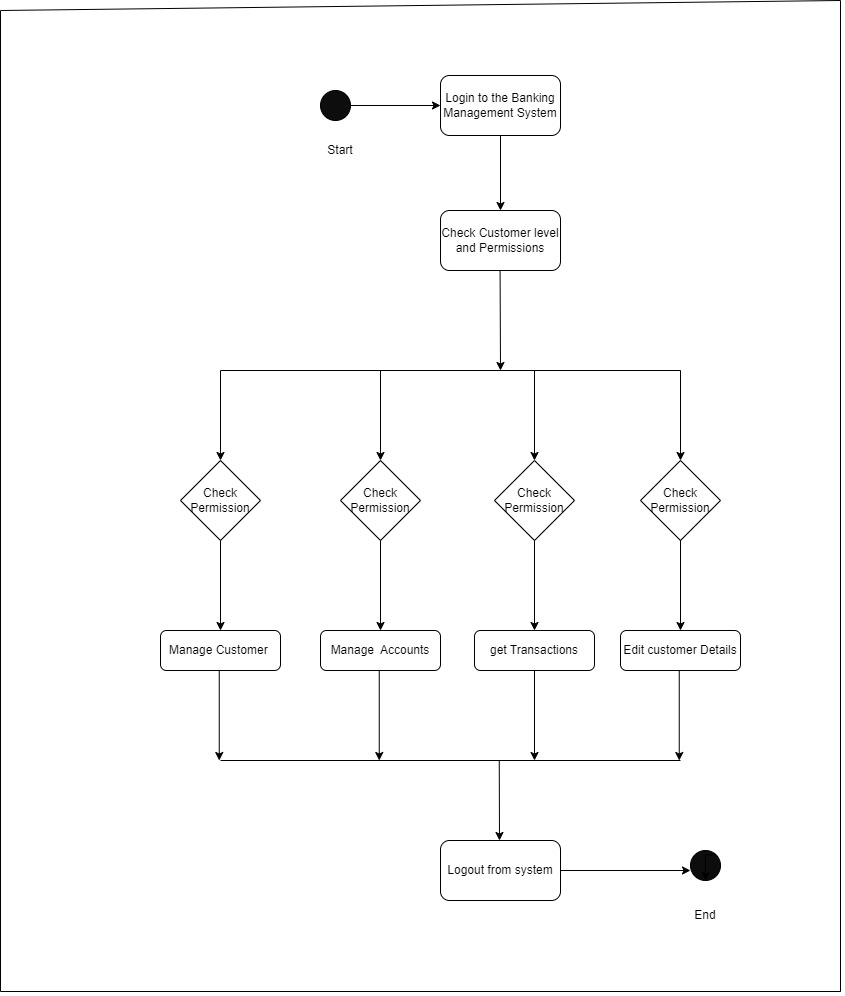 Login to the Banking
Management System
Start
Check Customer level
and Permissions
Check
Permission
Check
Permission
Check
Permission
Check
Permission
Manage Customer
Manage  Accounts
get Transactions
Edit customer Details
Logout from system
End